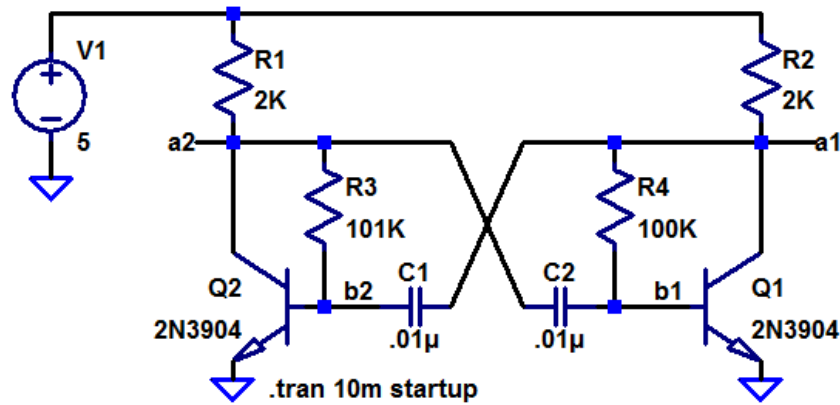 V1
5
R1
2K
R2
2K
a2
a1
R3
101K
R4
100K
Q2
2N3904
b2
C1
.01µ
C2
.01µ
b1
Q1
2N3904
.tran 10m startup